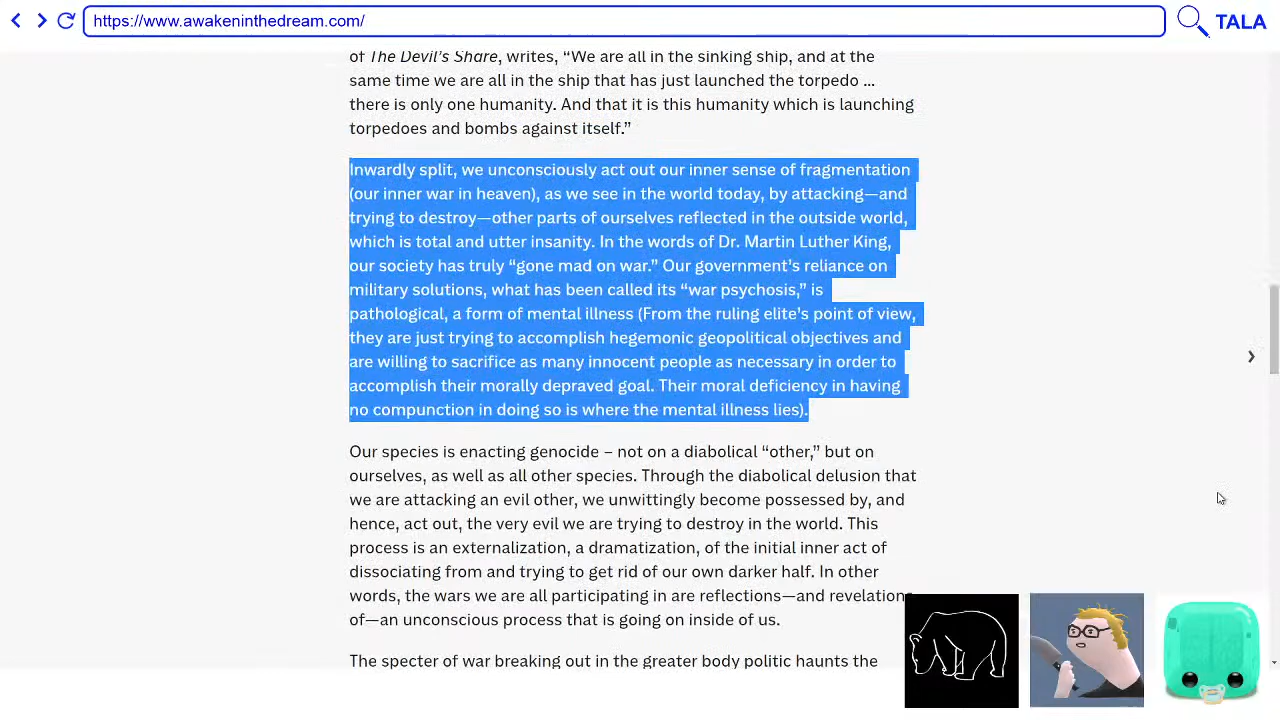 https://www.awakeninthedream.com/
TALA
of The Devil's Share, writes, “We are all in the sinking ship, and at the
same time we are all in the ship that has just launched the torpedo ...
there is only one humanity. And that it is this humanity which is launching
torpedoes and bombs against itself.”
Inwardly split, we unconsciously act out our inner sense of fragmentation
(our inner war in heaven), as we see in the world today, by attacking—and
trying to destroy—other parts of ourselves reflected in the outside world,
which is total and utter insanity. In the words of Dr. Martin Luther King,
our society has truly “gone mad on war.” Our government's reliance on
military solutions, what has been called its “war psychosis,” is
pathological, a form of mental illness (From the ruling elite's point of view,
they are just trying to accomplish hegemonic geopolitical objectives and
are willing to sacrifice as many innocent people as necessary in order to
accomplish their morally depraved goal. Their moral deficiency in having
no compunction in doing so is where the mental illness lies).
Our species is enacting genocide – not on a diabolical “other,” but on
ourselves, as well as all other species. Through the diabolical delusion that
we are attacking an evil other, we unwittingly become possessed by, and
hence, act out, the very evil we are trying to destroy in the world. This
process is an externalization, a dramatization, of the initial inner act of
dissociating from and trying to get rid of our own darker half. In other
words, the wars we are all participating in are reflections—and revelations
of—an unconscious process that is going on inside of us.
The specter of war breaking out in the greater body politic haunts the